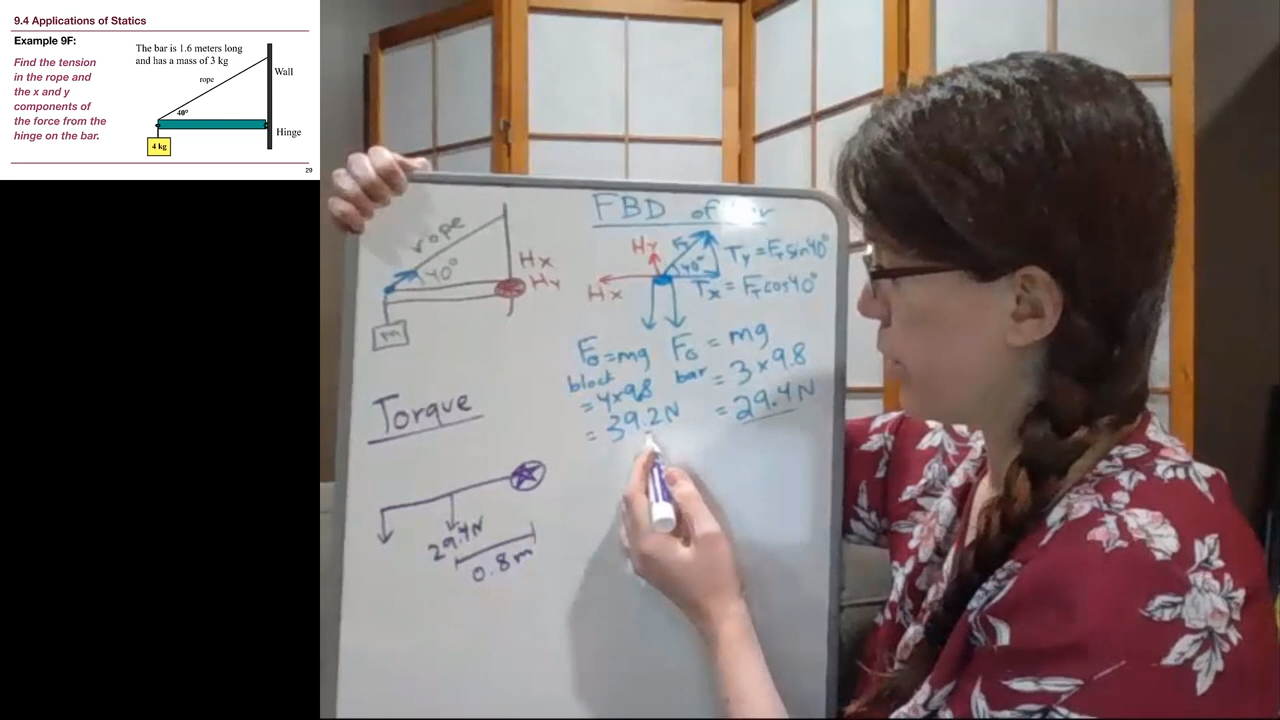 9.4 Applications of Statics
Example 9F:
Find the tension
in the rope and
the x and y
components of
the force from the
hinge on the bar.
The bar is 1.6 meters long
and has a mass of 3 kg
rope
Wall
40°
Hinge
4 kg
29
rope
40°
Hx
Hy
m
FBD of
Hy
Hx
40°
Ty = FT sin40°
Tx = FT cos40°
FG = mg
block
= 4×9.8
= 39.2N
FG = mg
bar
= 3×9.8
= 29.4N
Torque
29.4N
0.8m